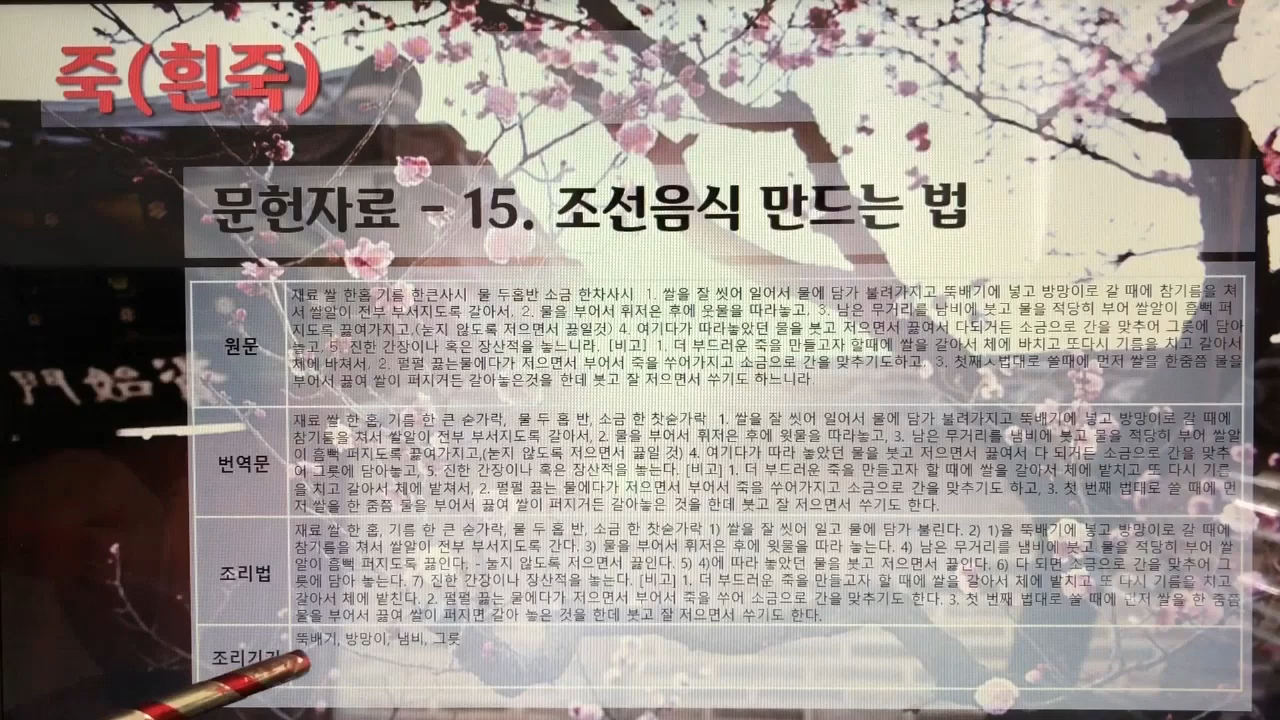 죽(흰죽)
문헌자료 - 15. 조선음식 만드는 법
원문
재료 쌀 한홉 기름 한큰사시 물 두홉반 소금 한차사시 1. 쌀을 잘 씻어 일어서 물에 담가 불려가지고 뚝배기에 넣고 방망이로 갈 때에 참기름을 쳐
서 쌀알이 전부 부서지도록 갈아서, 2. 물을 부어서 휘저은 후에 웃물을 따라놓고, 3. 남은 무거리를 남비에 붓고 물을 적당히 부어 쌀알이 흠뻑 퍼
지도록 끓여가지고,(눋지 않도록 저으면서 끓일것) 4. 여기다가 따라놓았던 물을 붓고 저으면서 끓여서 다되거든 소금으로 간을 맞추어 그릇에 담아
놓고, 5. 진한 간장이나 혹은 장산적을 놓느니라. [비고] 1. 더 부드러운 죽을 만들고자 할때에 쌀을 갈아서 체에 바치고 또다시 기름을 치고 갈아서
체에 바쳐서, 2. 펄펄 끓는물에다가 저으면서 부어서 죽을 쑤어가지고 소금으로 간을 맞추기도하고, 3. 첫째ㅅ법대로 쑬때에 먼저 쌀을 한줌쯤 물을
부어서 끓여 쌀이 퍼지거든 갈아놓은것을 한데 붓고 잘 저으면서 쑤기도 하느니라
번역문
재료 쌀 한 홉, 기름 한 큰 숟가락, 물 두 홉 반, 소금 한 찻숟가락 1. 쌀을 잘 씻어 일어서 물에 담가 불려가지고 뚝배기에 넣고 방망이로 갈 때에
참기름을 쳐서 쌀알이 전부 부서지도록 갈아서, 2. 물을 부어서 휘저은 후에 윗물을 따라놓고, 3. 남은 무거리를 냄비에 붓고 물을 적당히 부어 쌀알
이 흠뻑 퍼지도록 끓여가지고,(눋지 않도록 저으면서 끓일 것) 4. 여기다가 따라 놓았던 물을 붓고 저으면서 끓여서 다 되거든 소금으로 간을 맞추
어 그릇에 담아놓고, 5. 진한 간장이나 혹은 장산적을 놓는다. [비고] 1. 더 부드러운 죽을 만들고자 할 때에 쌀을 갈아서 체에 밭치고 또 다시 기름
을 치고 갈아서 체에 밭쳐서, 2. 펄펄 끓는 물에다가 저으면서 부어서 죽을 쑤어가지고 소금으로 간을 맞추기도 하고, 3. 첫 번째 법대로 쑬 때에 먼
저 쌀을 한 줌쯤 물을 부어서 끓여 쌀이 퍼지거든 갈아놓은 것을 한데 붓고 잘 저으면서 쑤기도 한다.
조리법
재료 쌀 한 홉, 기름 한 큰 숟가락, 물 두 홉 반, 소금 한 찻숟가락 1) 쌀을 잘 씻어 일고 물에 담가 불린다. 2) 1)을 뚝배기에 넣고 방망이로 갈 때에
참기름을 쳐서 쌀알이 전부 부서지도록 간다. 3) 물을 부어서 휘저은 후에 윗물을 따라 놓는다. 4) 남은 무거리를 냄비에 붓고 물을 적당히 부어 쌀
알이 흠뻑 퍼지도록 끓인다. - 눋지 않도록 저으면서 끓인다. 5) 4)에 따라 놓았던 물을 붓고 저으면서 끓인다. 6) 다 되면 소금으로 간을 맞추어 그
릇에 담아 놓는다. 7) 진한 간장이나 장산적을 놓는다. [비고] 1. 더 부드러운 죽을 만들고자 할 때에 쌀을 갈아서 체에 밭치고 또 다시 기름을 치고
갈아서 체에 밭친다. 2. 펄펄 끓는 물에다가 저으면서 부어서 죽을 쑤어 소금으로 간을 맞추기도 한다. 3. 첫 번째 법대로 쑬 때에 먼저 쌀을 한 줌쯤
물을 부어서 끓여 쌀이 퍼지면 갈아 놓은 것을 한데 붓고 잘 저으면서 쑤기도 한다.
뚝배기, 방망이, 냄비, 그릇